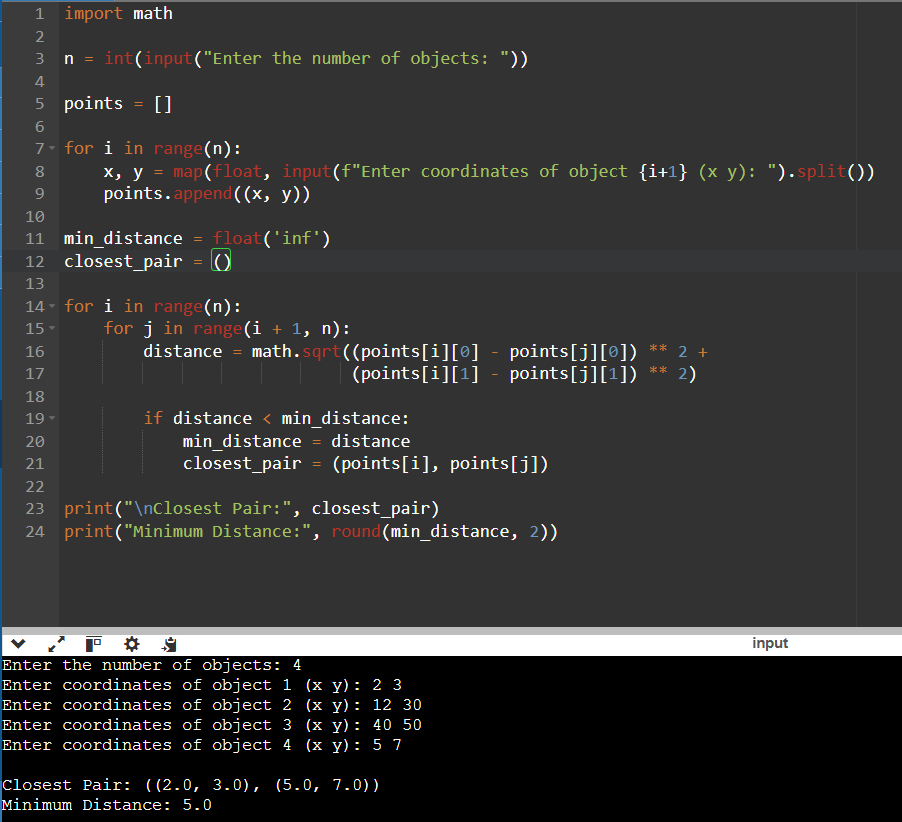 1 import math
2
3 n = int(input("Enter the number of objects: "))
4
5 points = []
6
7 for i in range(n):
8     x, y = map(float, input(f"Enter coordinates of object {i+1} (x y): ").split())
9     points.append((x, y))
10
11 min_distance = float('inf')
12 closest_pair = ()
13
14 for i in range(n):
15     for j in range(i + 1, n):
16         distance = math.sqrt((points[i][0] - points[j][0]) ** 2 +
17                              (points[i][1] - points[j][1]) ** 2)
18
19         if distance < min_distance:
20             min_distance = distance
21             closest_pair = (points[i], points[j])
22
23 print("\nClosest Pair:", closest_pair)
24 print("Minimum Distance:", round(min_distance, 2))
input
Enter the number of objects: 4
Enter coordinates of object 1 (x y): 2 3
Enter coordinates of object 2 (x y): 12 30
Enter coordinates of object 3 (x y): 40 50
Enter coordinates of object 4 (x y): 5 7
Closest Pair: ((2.0, 3.0), (5.0, 7.0))
Minimum Distance: 5.0